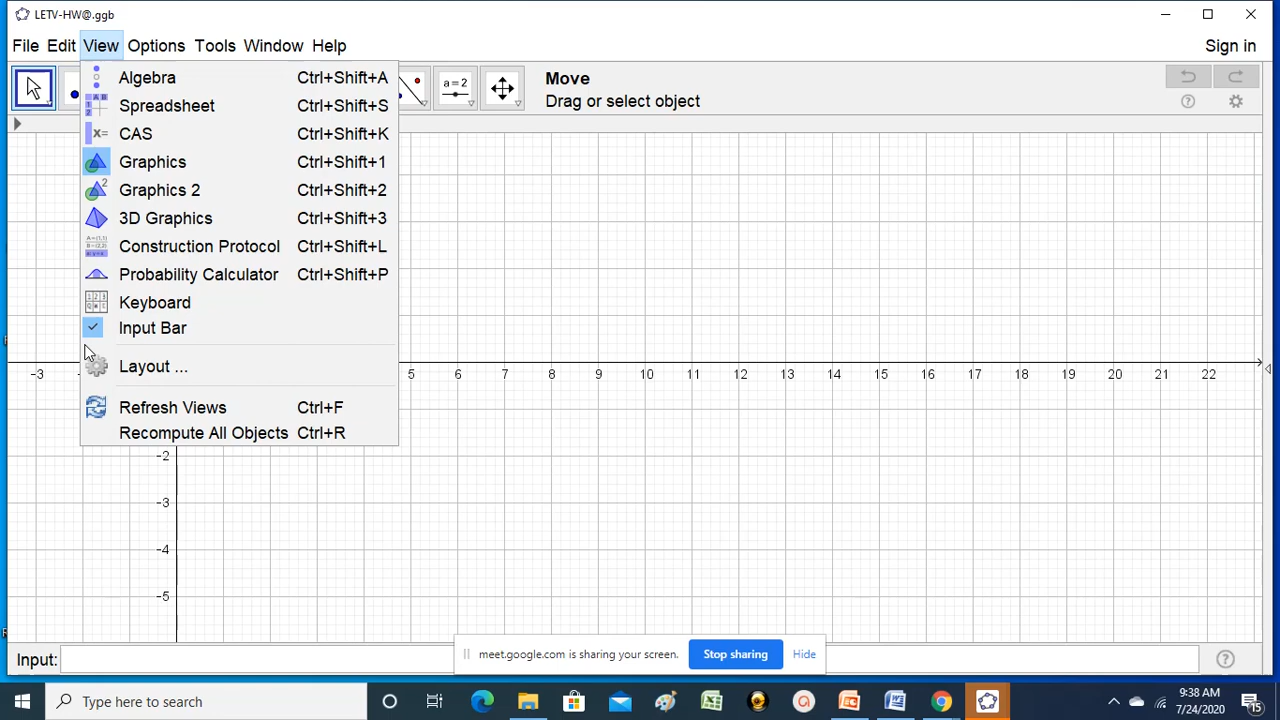 LETV-HW@.ggb
File Edit View Options Tools Window Help Sign in
Algebra Ctrl+Shift+A
Spreadsheet Ctrl+Shift+S
CAS Ctrl+Shift+K
Graphics Ctrl+Shift+1
Graphics 2 Ctrl+Shift+2
3D Graphics Ctrl+Shift+3
Construction Protocol Ctrl+Shift+L
Probability Calculator Ctrl+Shift+P
Keyboard
Input Bar
Layout ...
Refresh Views Ctrl+F
Recompute All Objects Ctrl+R
a=2
Move
Drag or select object
-3 5 6 7 8 9 10 11 12 13 14 15 16 17 18 19 20 21 22
-2
-3
-4
-5
Input:
meet.google.com is sharing your screen. Stop sharing Hide
Type here to search
9:38 AM
7/24/2020
15